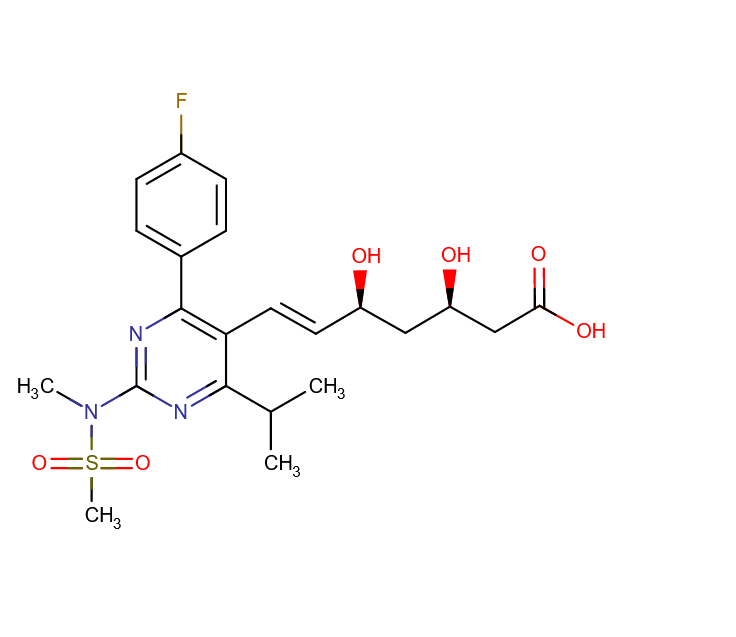 F
OH OH O
OH
N
H₃C N N CH₃
O S O CH₃
CH₃